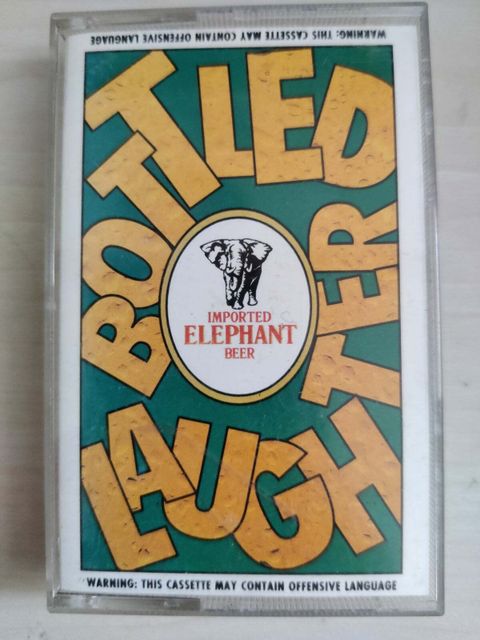 WARNING: THIS CASSETTE MAY CONTAIN OFFENSIVE LANGUAGE
BOTTLED
LAUGHTER
IMPORTED
ELEPHANT
BEER
WARNING: THIS CASSETTE MAY CONTAIN OFFENSIVE LANGUAGE